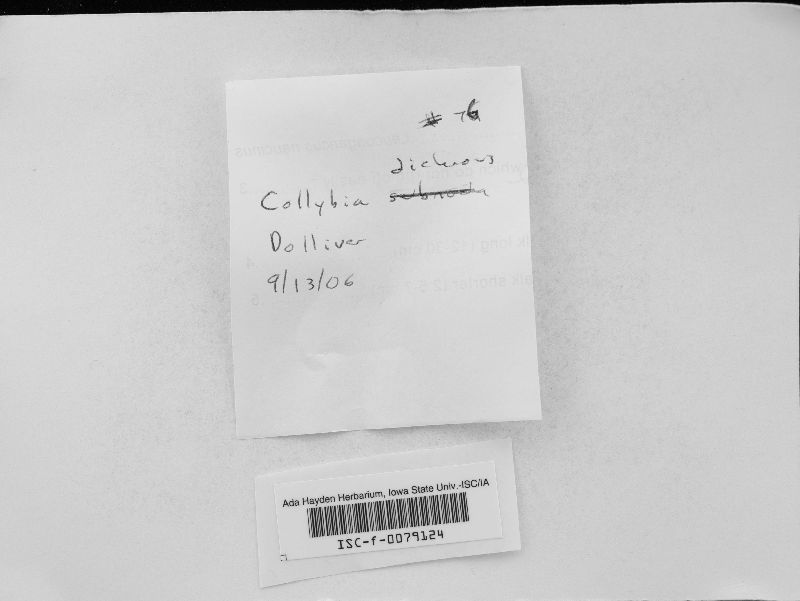 # 76
dichrous
Collybia subnuda
Dolliver
9/13/06
Ada Hayden Herbarium, Iowa State Univ.-ISC/IA
ISC-f-0079124